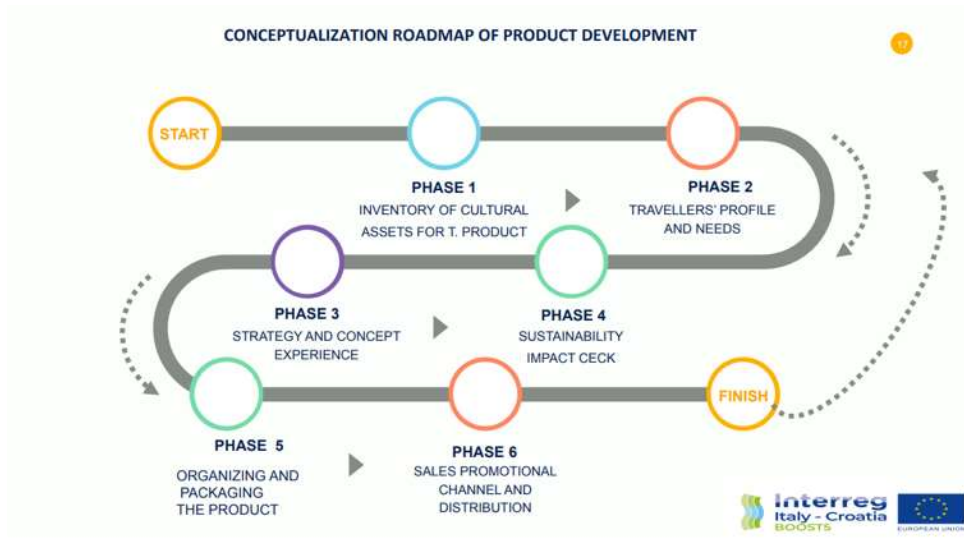 CONCEPTUALIZATION ROADMAP OF PRODUCT DEVELOPMENT
17
START
PHASE 1
INVENTORY OF CULTURAL
ASSETS FOR T. PRODUCT
PHASE 2
TRAVELLERS' PROFILE
AND NEEDS
PHASE 3
STRATEGY AND CONCEPT
EXPERIENCE
PHASE 4
SUSTAINABILITY
IMPACT CECK
PHASE 5
ORGANIZING AND
PACKAGING
THE PRODUCT
PHASE 6
SALES PROMOTIONAL
CHANNEL AND
DISTRIBUTION
FINISH
Interreg
Italy - Croatia
BOOSTS
EUROPEAN UNION